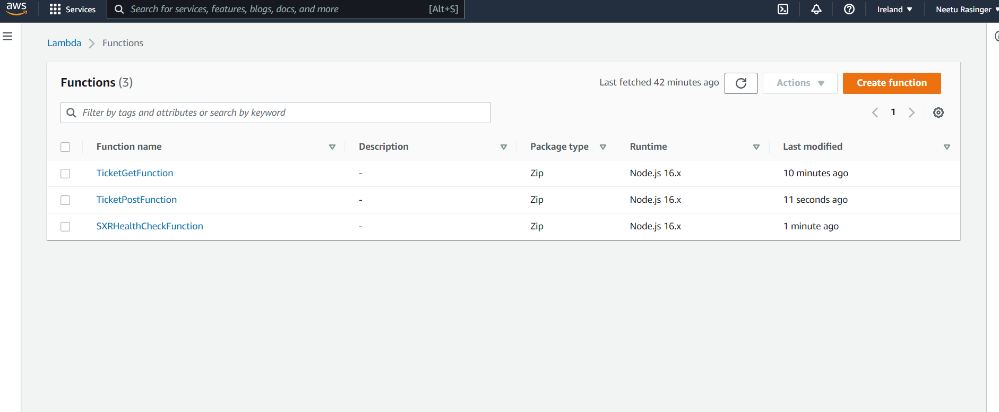 aws Services Search for services, features, blogs, docs, and more [Alt+S] Ireland Neetu Rasinger
Lambda Functions
Functions (3) Last fetched 42 minutes ago Actions Create function
Filter by tags and attributes or search by keyword 1
Function name Description Package type Runtime Last modified
TicketGetFunction - Zip Node.js 16.x 10 minutes ago
TicketPostFunction - Zip Node.js 16.x 11 seconds ago
SXRHealthCheckFunction - Zip Node.js 16.x 1 minute ago